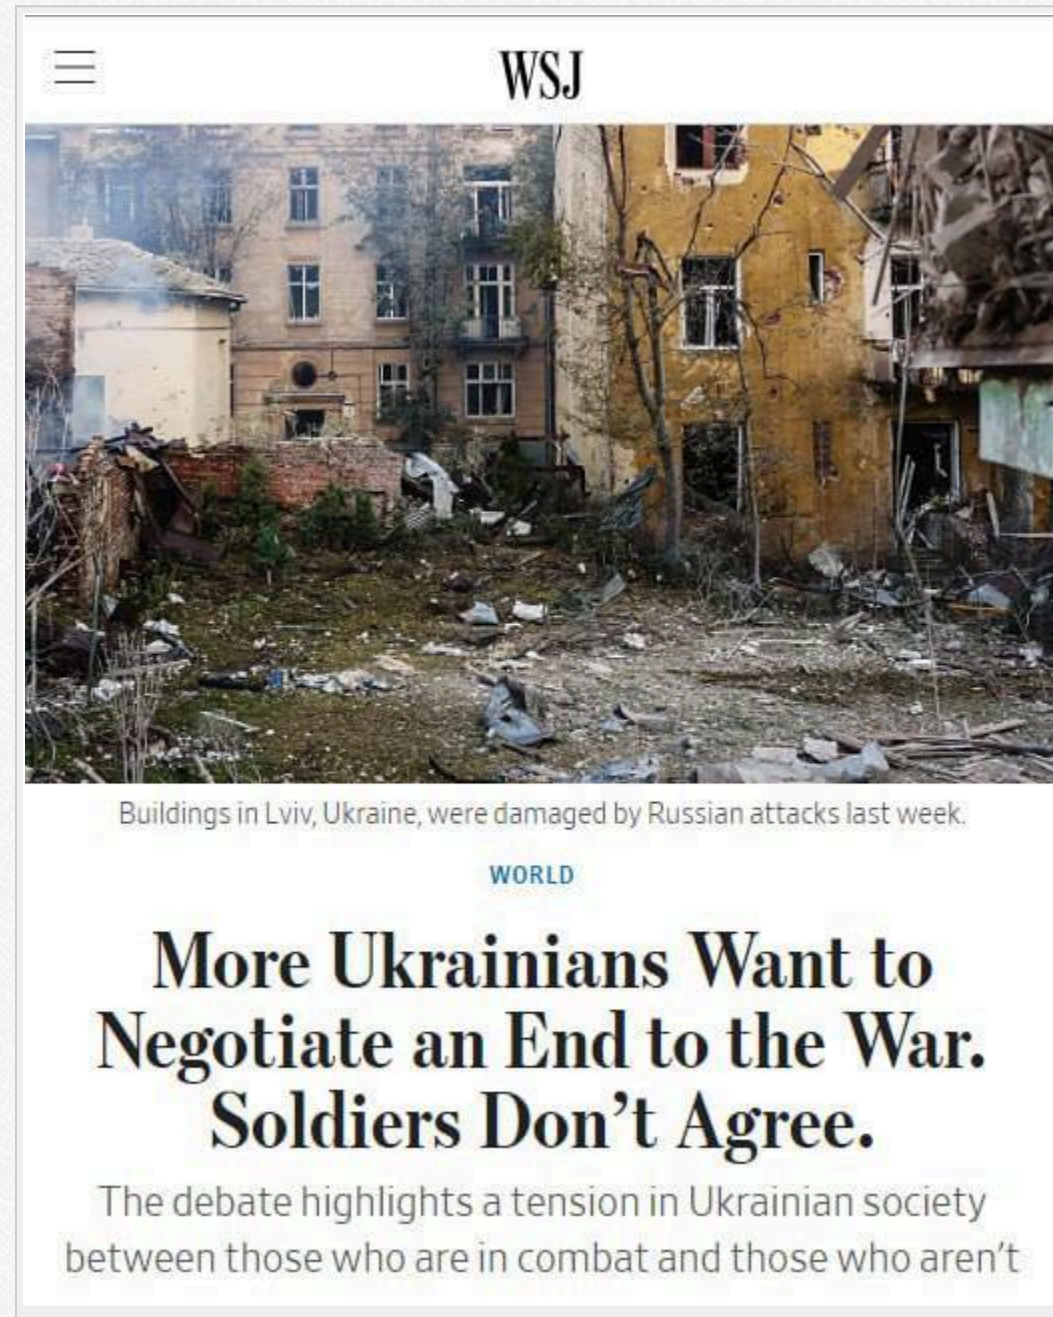 WSJ
Buildings in Lviv, Ukraine, were damaged by Russian attacks last week.
WORLD
More Ukrainians Want to
Negotiate an End to the War.
Soldiers Don’t Agree.
The debate highlights a tension in Ukrainian society
between those who are in combat and those who aren’t